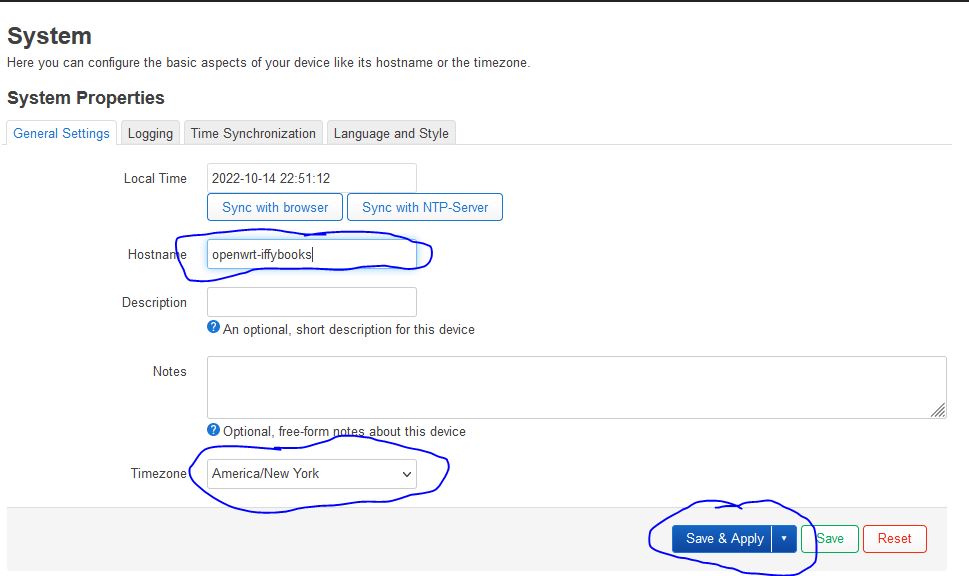 System
Here you can configure the basic aspects of your device like its hostname or the timezone.
System Properties
General Settings Logging Time Synchronization Language and Style
Local Time 2022-10-14 22:51:12
Sync with browser Sync with NTP-Server
Hostname openwrt-iffybooks
Description
? An optional, short description for this device
Notes
? Optional, free-form notes about this device
Timezone America/New York
Save & Apply Save Reset